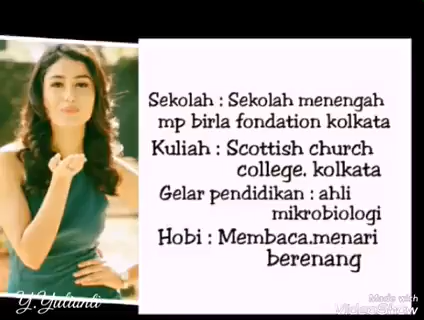 Sekolah : Sekolah menengah
mp birla fondation kolkata
Kuliah : Scottish church
college. kolkata
Gelar pendidikan : ahli
mikrobiologi
Hobi : Membaca.menari
berenang
Y.Yulianti
Made with
VideoShow